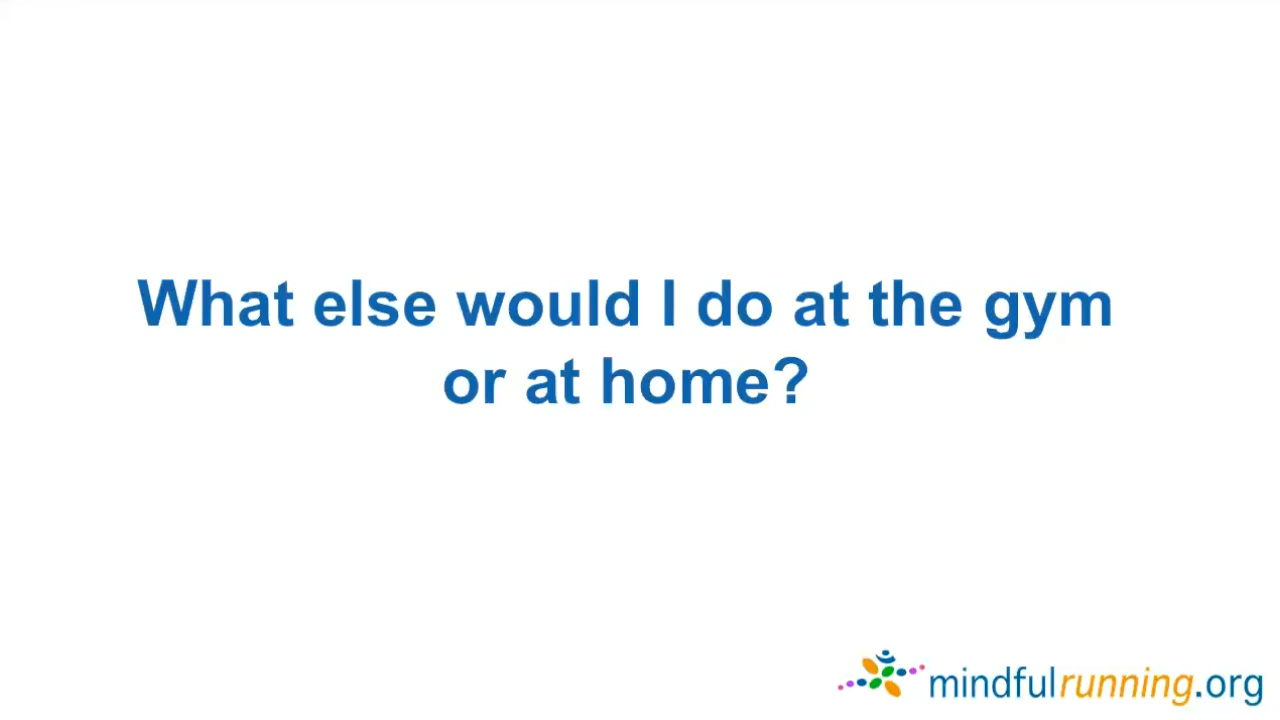 What else would I do at the gym
or at home?
mindfulrunning.org